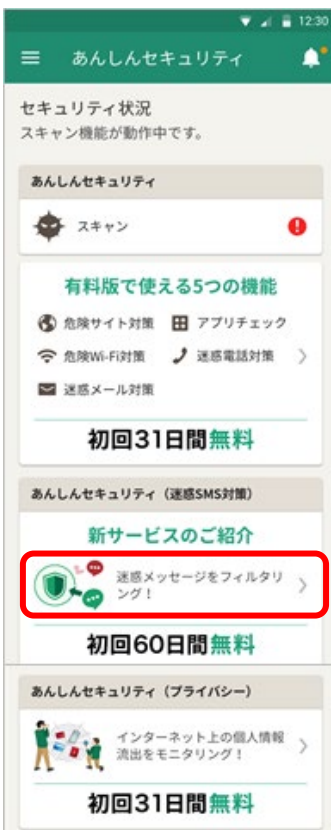 12:30
あんしんセキュリティ
セキュリティ状況
スキャン機能が動作中です。
あんしんセキュリティ
スキャン
有料版で使える5つの機能
危険サイト対策 アプリチェック
危険Wi-Fi対策 迷惑電話対策
迷惑メール対策
初回31日間無料
あんしんセキュリティ（迷惑SMS対策）
新サービスのご紹介
迷惑メッセージをフィルタリ
ング！
初回60日間無料
あんしんセキュリティ（プライバシー）
インターネット上の個人情報
流出をモニタリング！
初回31日間無料